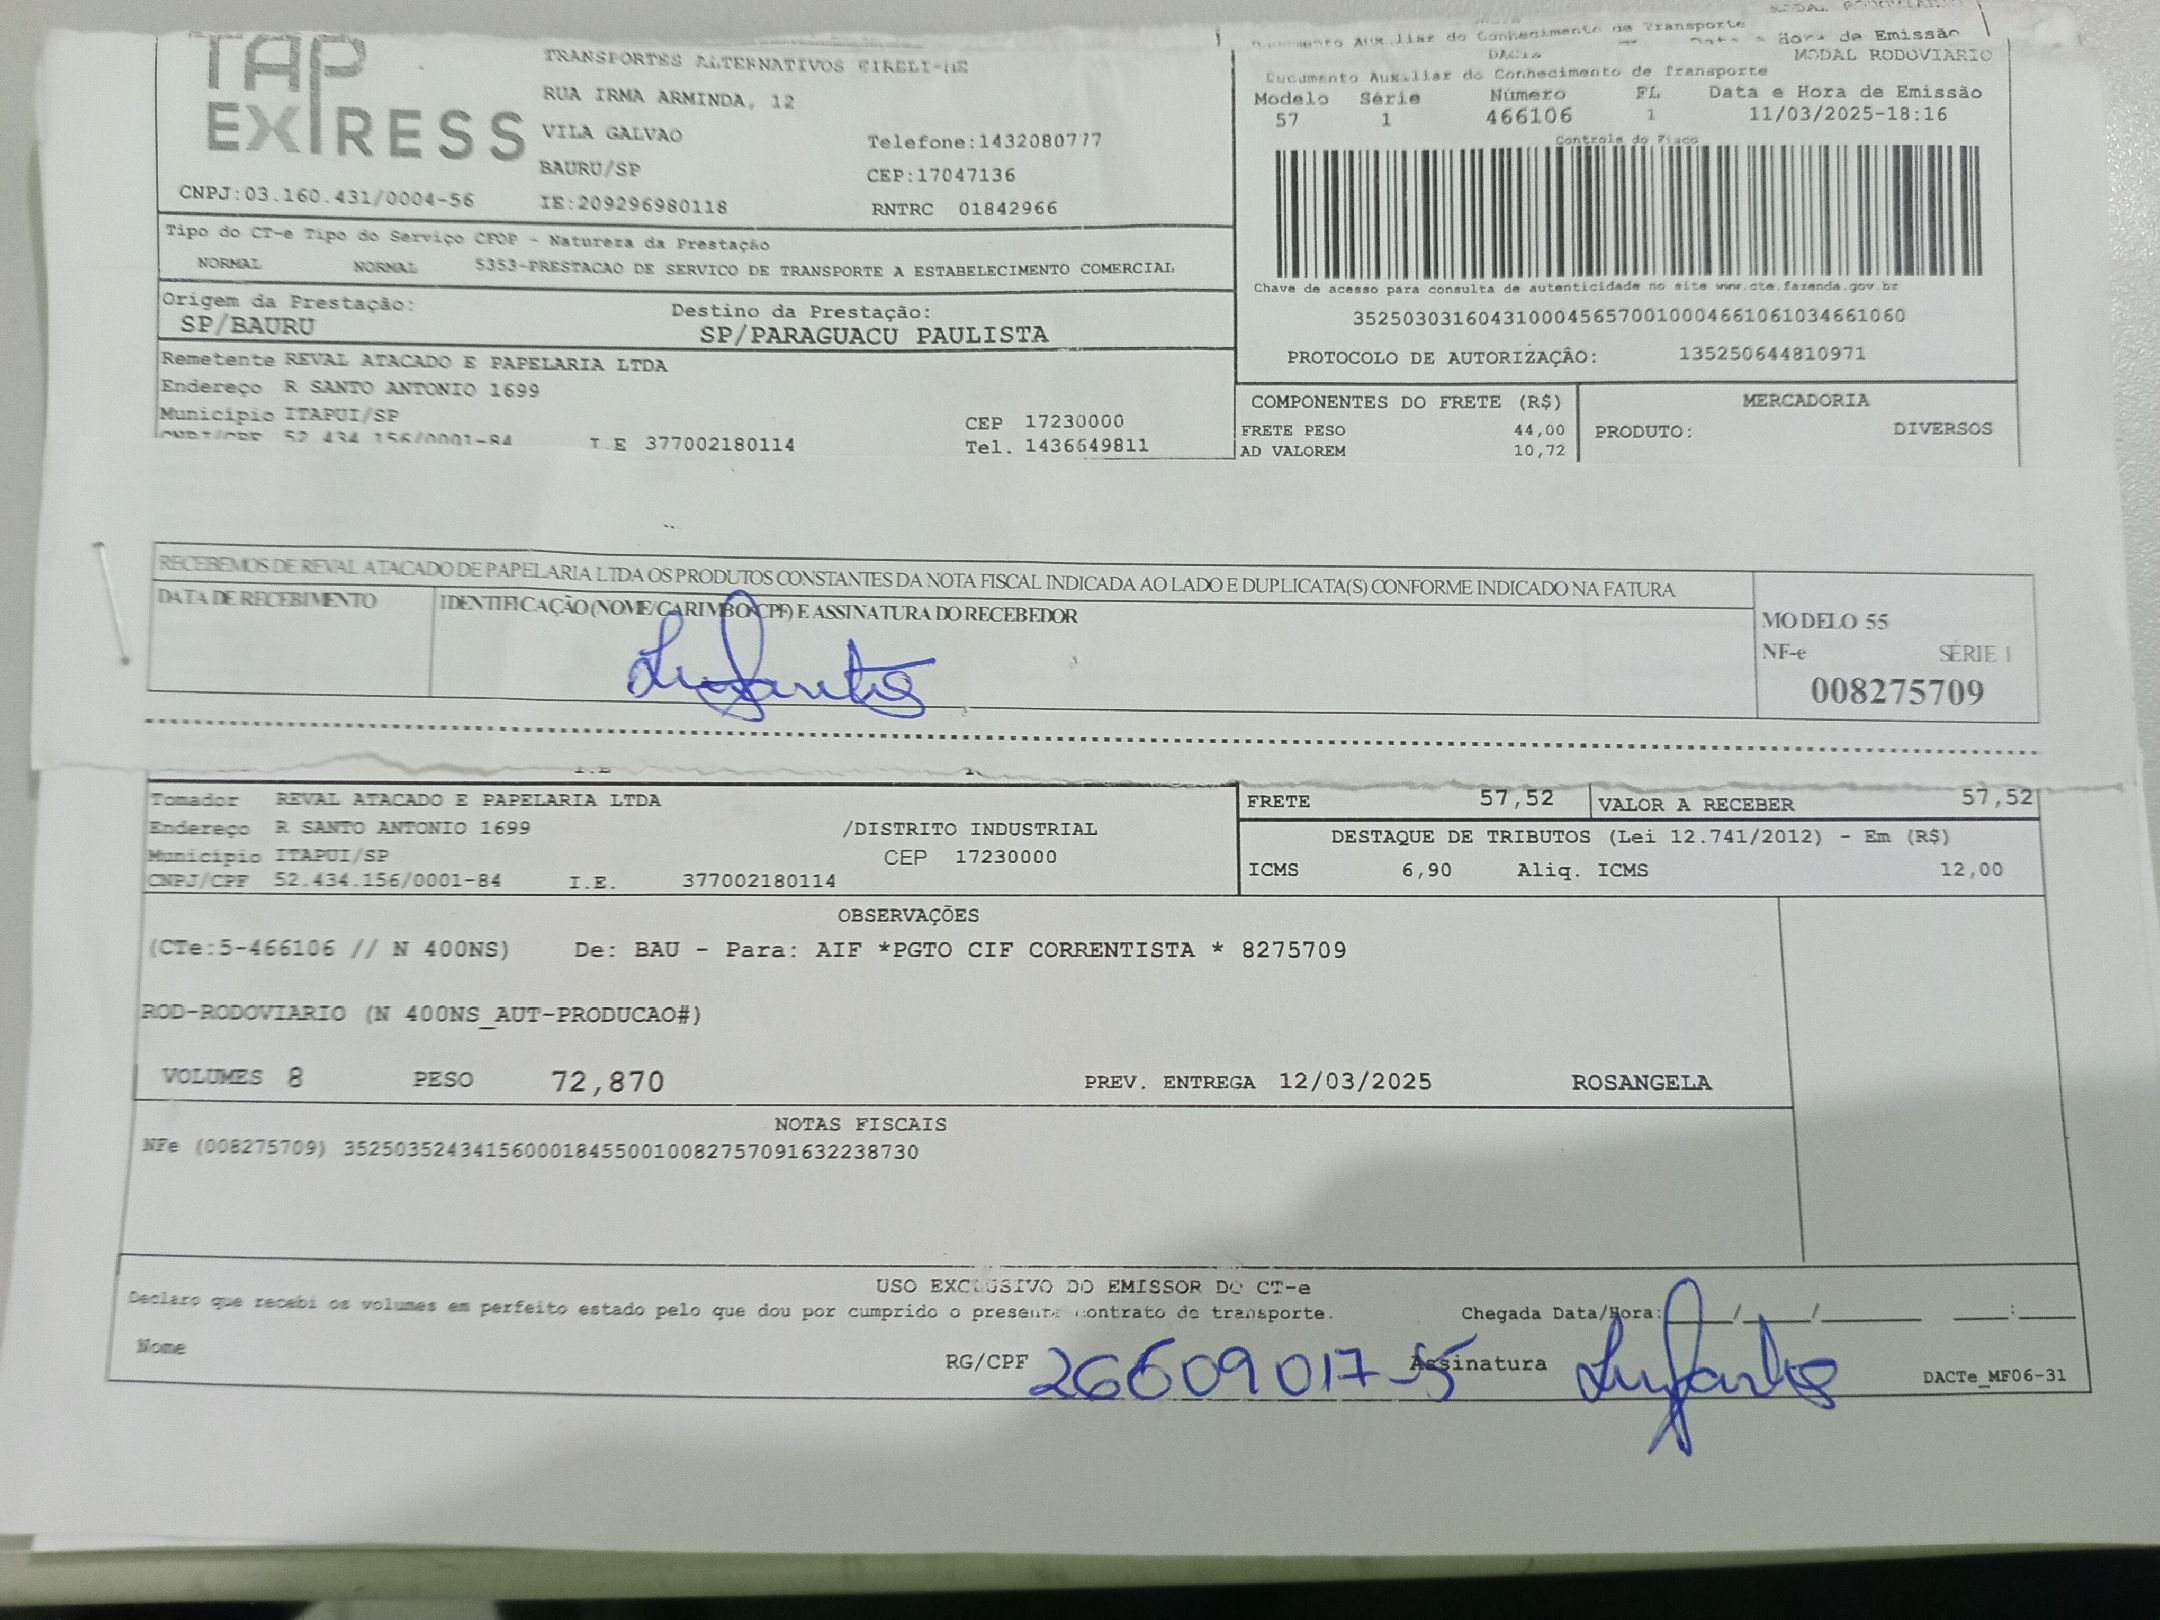 TAP
EXPRESS
TRANSPORTES ALTERNATIVOS EIRELI-ME
RUA IRMA ARMINDA, 12
VILA GALVAO
Telefone:1432080777
BAURU/SP
CEP:17047136
CNPJ:03.160.431/0004-56
IE:209296980118
RNTRC 01842966
Documento Auxiliar do Conhecimento de Transporte
Hora de Emissão
MODAL RODOVIARIO
Documento Auxiliar do Conhecimento de Transporte
Modelo Série Número FL Data e Hora de Emissão
57 1 466106 1 11/03/2025-18:16
Controle do Fisco
Chave de acesso para consulta de autenticidade no site www.cte.fazenda.gov.br
35250303160431000456570010004661061034661060
PROTOCOLO DE AUTORIZAÇÃO: 135250644810971
Tipo do CT-e Tipo do Serviço CFOP - Natureza da Prestação
NORMAL NORMAL 5353-PRESTACAO DE SERVICO DE TRANSPORTE A ESTABELECIMENTO COMERCIAL
Origem da Prestação: Destino da Prestação:
SP/BAURU SP/PARAGUACU PAULISTA
Remetente REVAL ATACADO E PAPELARIA LTDA
Endereço R SANTO ANTONIO 1699
Município ITAPUI/SP CEP 17230000
CNPJ/CPF 52.434.156/0001-84 I.E 377002180114 Tel. 1436649811
COMPONENTES DO FRETE (R$) MERCADORIA
FRETE PESO 44,00 PRODUTO: DIVERSOS
AD VALOREM 10,72
RECEBEMOS DE REVAL ATACADO DE PAPELARIA LTDA OS PRODUTOS CONSTANTES DA NOTA FISCAL INDICADA AO LADO E DUPLICATA(S) CONFORME INDICADO NA FATURA
DATA DE RECEBIMENTO IDENTIFICAÇÃO (NOME/CARIMBO/CPF) E ASSINATURA DO RECEBEDOR
MODELO 55
NF-e SÉRIE 1
008275709
Tomador REVAL ATACADO E PAPELARIA LTDA
Endereço R SANTO ANTONIO 1699 /DISTRITO INDUSTRIAL
Município ITAPUI/SP CEP 17230000
CNPJ/CPF 52.434.156/0001-84 I.E. 377002180114
FRETE 57,52 VALOR A RECEBER 57,52
DESTAQUE DE TRIBUTOS (Lei 12.741/2012) - Em (R$)
ICMS 6,90 Aliq. ICMS 12,00
OBSERVAÇÕES
(CTe:5-466106 // N 400NS) De: BAU - Para: AIF *PGTO CIF CORRENTISTA * 8275709
ROD-RODOVIARIO (N 400NS_AUT-PRODUCAO#)
VOLUMES 8 PESO 72,870 PREV. ENTREGA 12/03/2025 ROSANGELA
NOTAS FISCAIS
NFe (008275709) 35250352434156000184550010082757091632238730
USO EXCLUSIVO DO EMISSOR DO CT-e
Declaro que recebi os volumes em perfeito estado pelo que dou por cumprido o presente contrato de transporte. Chegada Data/Hora:___/___/_____ ___:___
Nome RG/CPF 26609017-5 Assinatura
DACTe_MF06-31